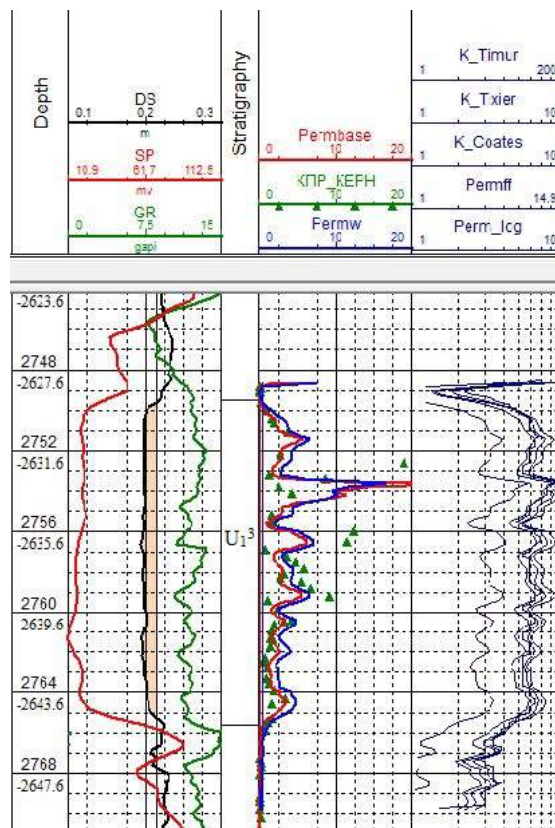 Depth
DS
0.1 0.2 0.3
m
SP
10.9 61.7 112.5
mv
GR
0 7.5 15
gapi
Stratigraphy
Permbase
0 10 20
КПР_КЕРН
0 10 20
Fermw
0 10 20
K_Timur
1 200
K_Txier
1 10
K_Coates
1 10
Permff
1 14.9
Perm_Icg
1 10
-2623.6
2748
-2627.6
2752
-2631.6
2756
-2635.6
2760
-2639.6
2764
-2643.6
2768
-2647.6
U₁³